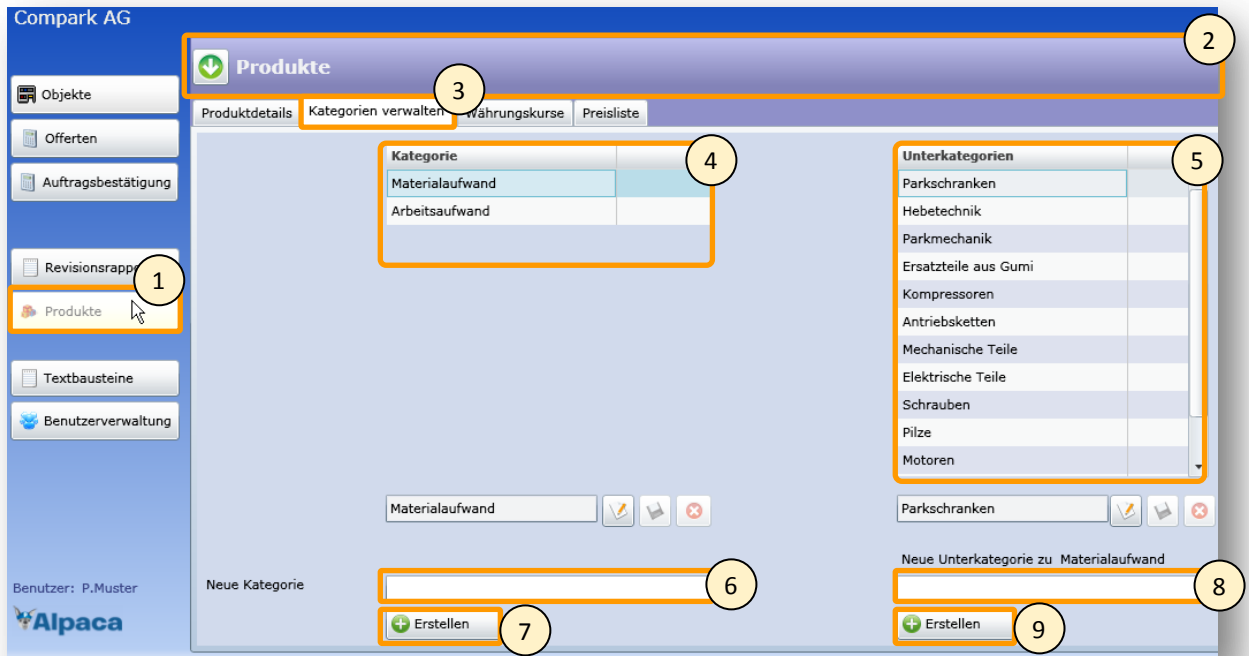 Compark AG
2
Produkte
3
Objekte
Produktdetails Kategorien verwalten Währungskurse Preisliste
Offerten
Kategorie 4 Unterkategorien 5
Auftragsbestätigung Materialaufwand Parkschranken
Arbeitsaufwand Hebetechnik
Parkmechanik
Revisionsrappo 1 Ersatzteile aus Gumi
Kompressoren
Produkte
Antriebsketten
Mechanische Teile
Textbausteine Elektrische Teile
Schrauben
Benutzerverwaltung
Pilze
Motoren
Materialaufwand Parkschranken
Neue Unterkategorie zu Materialaufwand
Benutzer: P.Muster Neue Kategorie 6 8
Alpaca Erstellen 7 Erstellen 9